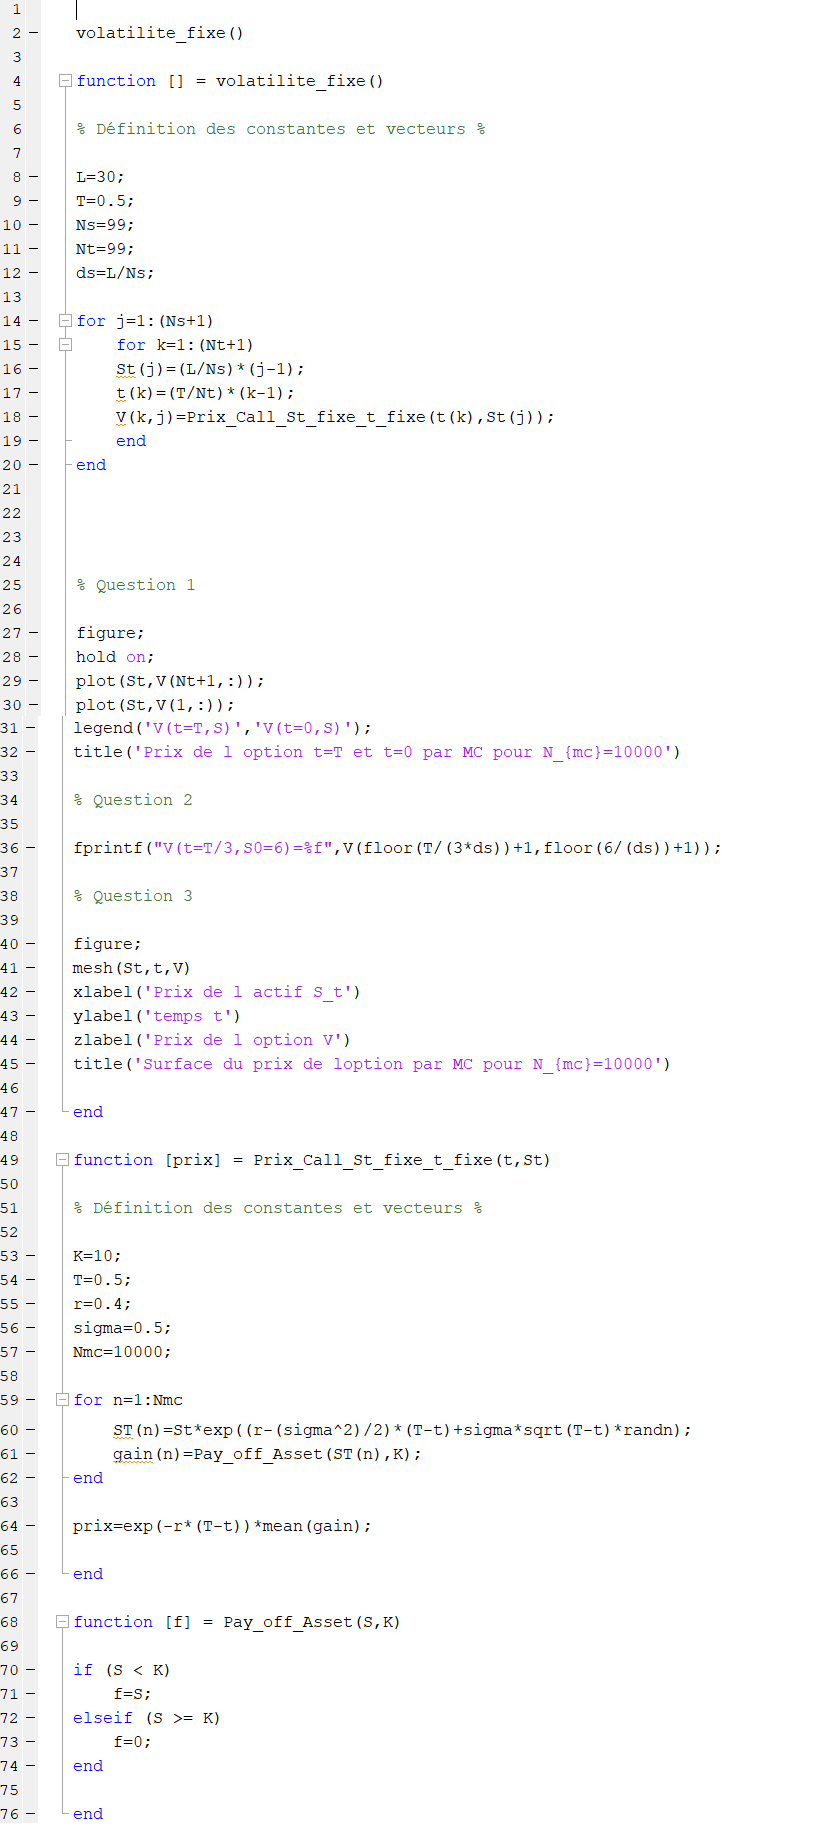 1
2 – volatilite_fixe()
3
4 function [] = volatilite_fixe()
5
6 % Définition des constantes et vecteurs %
7
8 – L=30;
9 – T=0.5;
10 – Ns=99;
11 – Nt=99;
12 – ds=L/Ns;
13
14 – for j=1:(Ns+1)
15 – for k=1:(Nt+1)
16 – St(j)=(L/Ns)*(j-1);
17 – t(k)=(T/Nt)*(k-1);
18 – V(k,j)=Prix_Call_St_fixe_t_fixe(t(k),St(j));
19 – end
20 – end
21
22
23
24
25 % Question 1
26
27 – figure;
28 – hold on;
29 – plot(St,V(Nt+1,:));
30 – plot(St,V(1,:));
31 – legend('V(t=T,S)','V(t=0,S)');
32 – title('Prix de l option t=T et t=0 par MC pour N_{mc}=10000')
33
34 % Question 2
35
36 – fprintf("V(t=T/3,S0=6)=%f",V(floor(T/(3*ds))+1,floor(6/(ds))+1));
37
38 % Question 3
39
40 – figure;
41 – mesh(St,t,V)
42 – xlabel('Prix de l actif S_t')
43 – ylabel('temps t')
44 – zlabel('Prix de l option V')
45 – title('Surface du prix de loption par MC pour N_{mc}=10000')
46
47 – end
48
49 function [prix] = Prix_Call_St_fixe_t_fixe(t,St)
50
51 % Définition des constantes et vecteurs %
52
53 – K=10;
54 – T=0.5;
55 – r=0.4;
56 – sigma=0.5;
57 – Nmc=10000;
58
59 – for n=1:Nmc
60 – ST(n)=St*exp((r-(sigma^2)/2)*(T-t)+sigma*sqrt(T-t)*randn);
61 – gain(n)=Pay_off_Asset(ST(n),K);
62 – end
63
64 – prix=exp(-r*(T-t))*mean(gain);
65
66 – end
67
68 function [f] = Pay_off_Asset(S,K)
69
70 – if (S < K)
71 – f=S;
72 – elseif (S >= K)
73 – f=0;
74 – end
75
76 – end